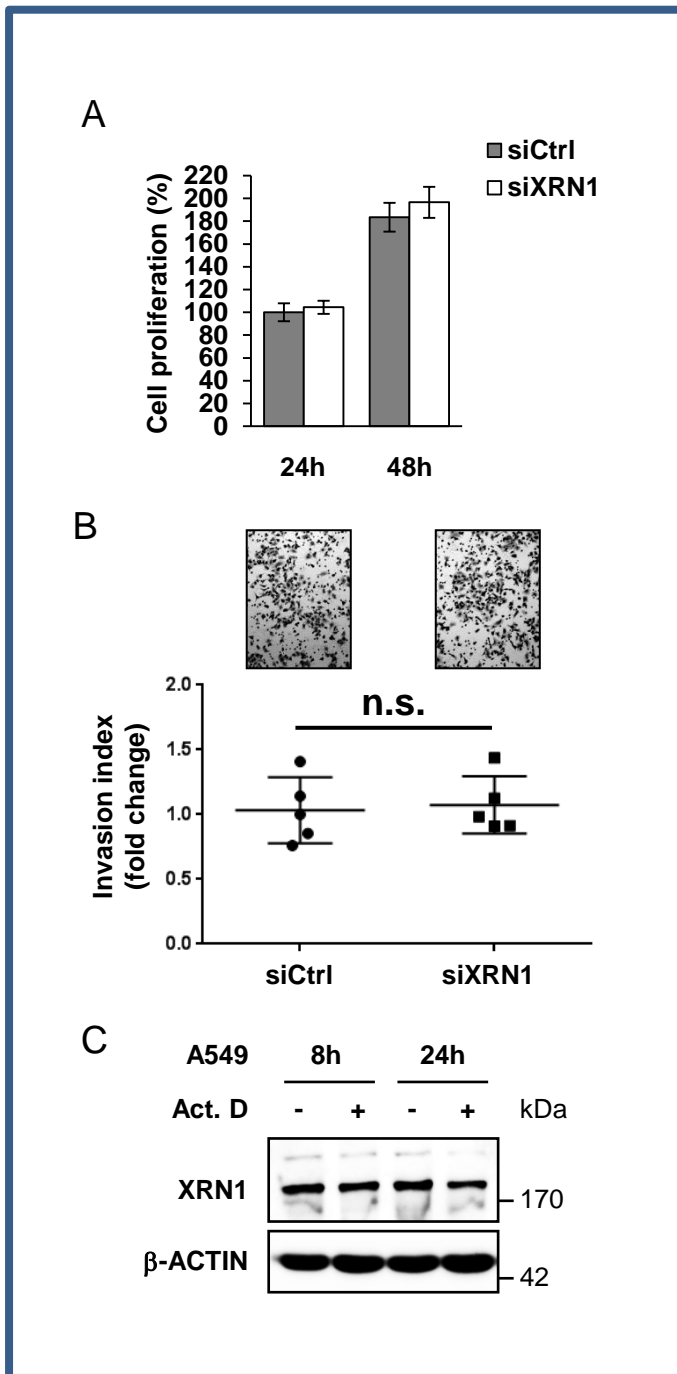 A
siCtrl
siXRN1
Cell proliferation (%)
220
200
180
160
140
120
100
80
60
40
20
0
24h 48h
B
n.s.
Invasion index
(fold change)
2.0
1.5
1.0
0.5
0.0
siCtrl siXRN1
C
A549 8h 24h
Act. D - + - + kDa
XRN1 170
β-ACTIN 42